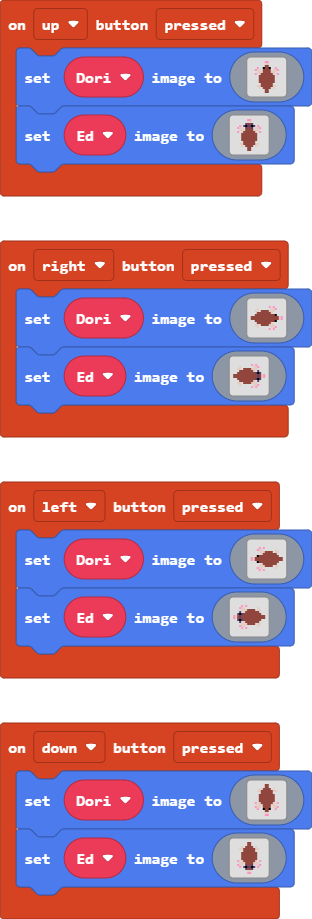 on up button pressed
set Dori image to
set Ed image to
on right button pressed
set Dori image to
set Ed image to
on left button pressed
set Dori image to
set Ed image to
on down button pressed
set Dori image to
set Ed image to